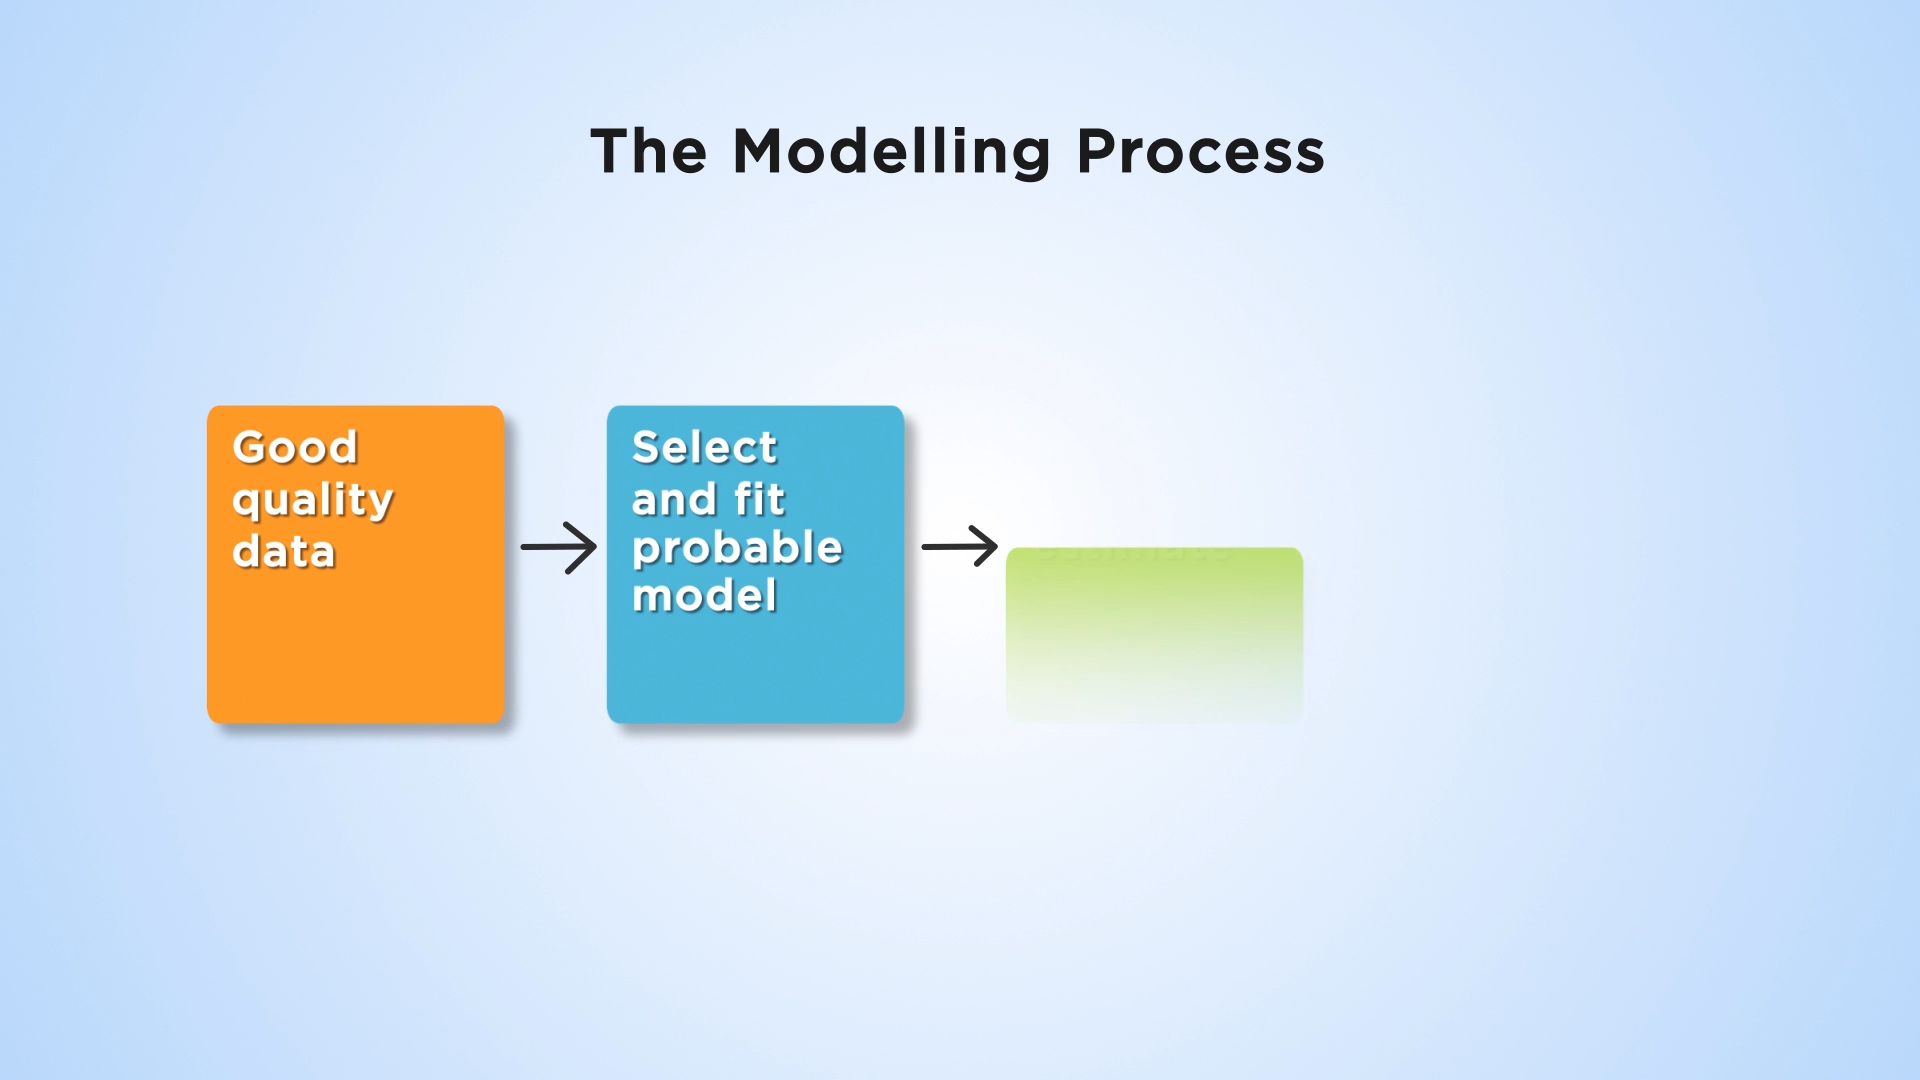 The Modelling Process
Good
quality
data
Select
and fit
probable
model